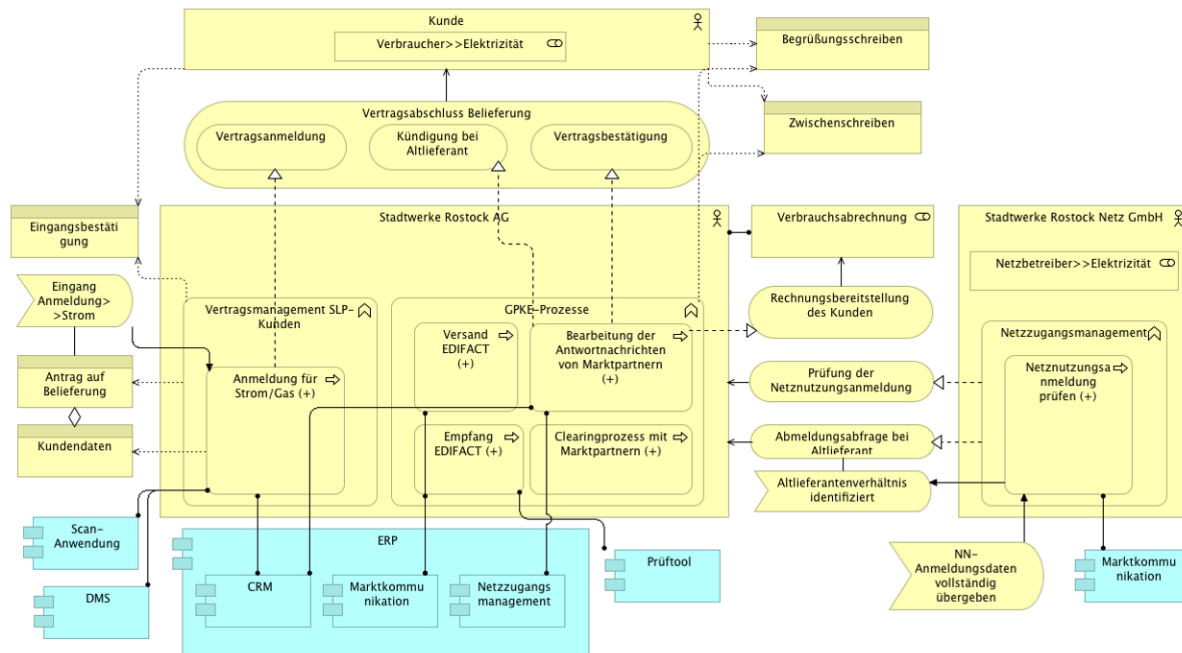 Kunde
Verbraucher>>Elektrizität
Begrüßungsschreiben
Vertragsabschluss Belieferung
Vertragsanmeldung
Kündigung bei
Altlieferant
Vertragsbestätigung
Zwischenschreiben
Eingangsbestäti
gung
Stadtwerke Rostock AG
Verbrauchsabrechnung
Stadtwerke Rostock Netz GmbH
Netzbetreiber>>Elektrizität
Eingang
Anmeldung>
>Strom
Vertragsmanagement SLP-
Kunden
GPKE-Prozesse
Rechnungsbereitstellung
des Kunden
Versand
EDIFACT
(+)
Bearbeitung der
Antwortnachrichten
von Marktpartnern
(+)
Netzzugangsmanagement
Antrag auf
Belieferung
Anmeldung für
Strom/Gas (+)
Prüfung der
Netznutzungsanmeldung
Netznutzungsa
nmeldung
prüfen (+)
Kundendaten
Empfang
EDIFACT (+)
Clearingprozess mit
Marktpartnern (+)
Abmeldungsabfrage bei
Altlieferant
Altlieferantenverhältnis
identifiziert
Scan-
Anwendung
ERP
Prüftool
NN-
Anmeldungsdaten
vollständig
übergeben
Marktkommu
nikation
DMS
CRM
Marktkommu
nikation
Netzzugangs
management